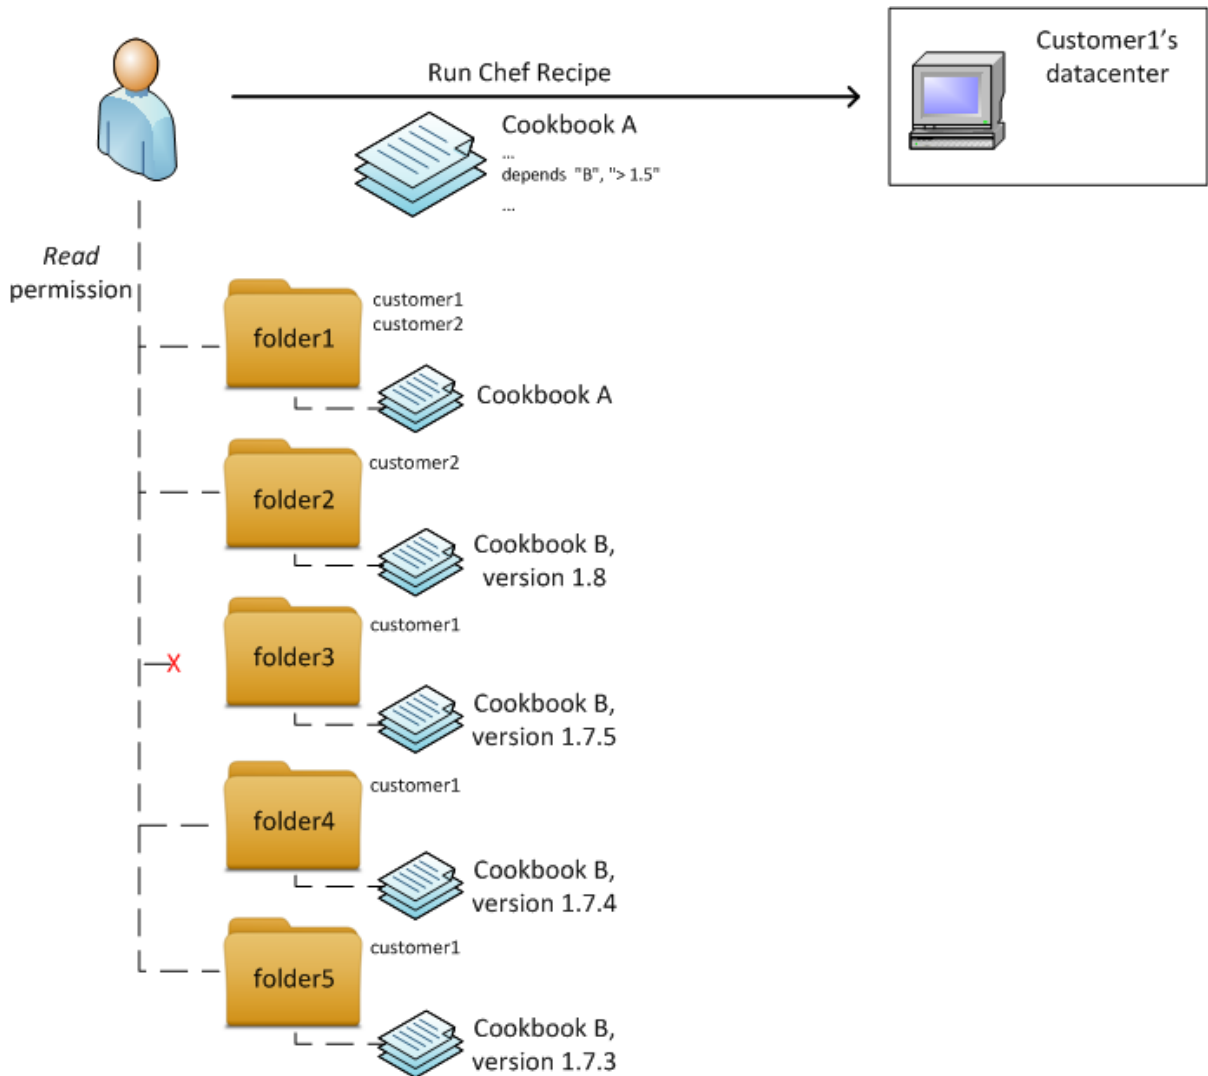 Run Chef Recipe
Customer1's
datacenter
Cookbook A
...
depends "B", "> 1.5"
...
Read
permission
folder1
customer1
customer2
Cookbook A
folder2
customer2
Cookbook B,
version 1.8
X
folder3
customer1
Cookbook B,
version 1.7.5
folder4
customer1
Cookbook B,
version 1.7.4
folder5
customer1
Cookbook B,
version 1.7.3